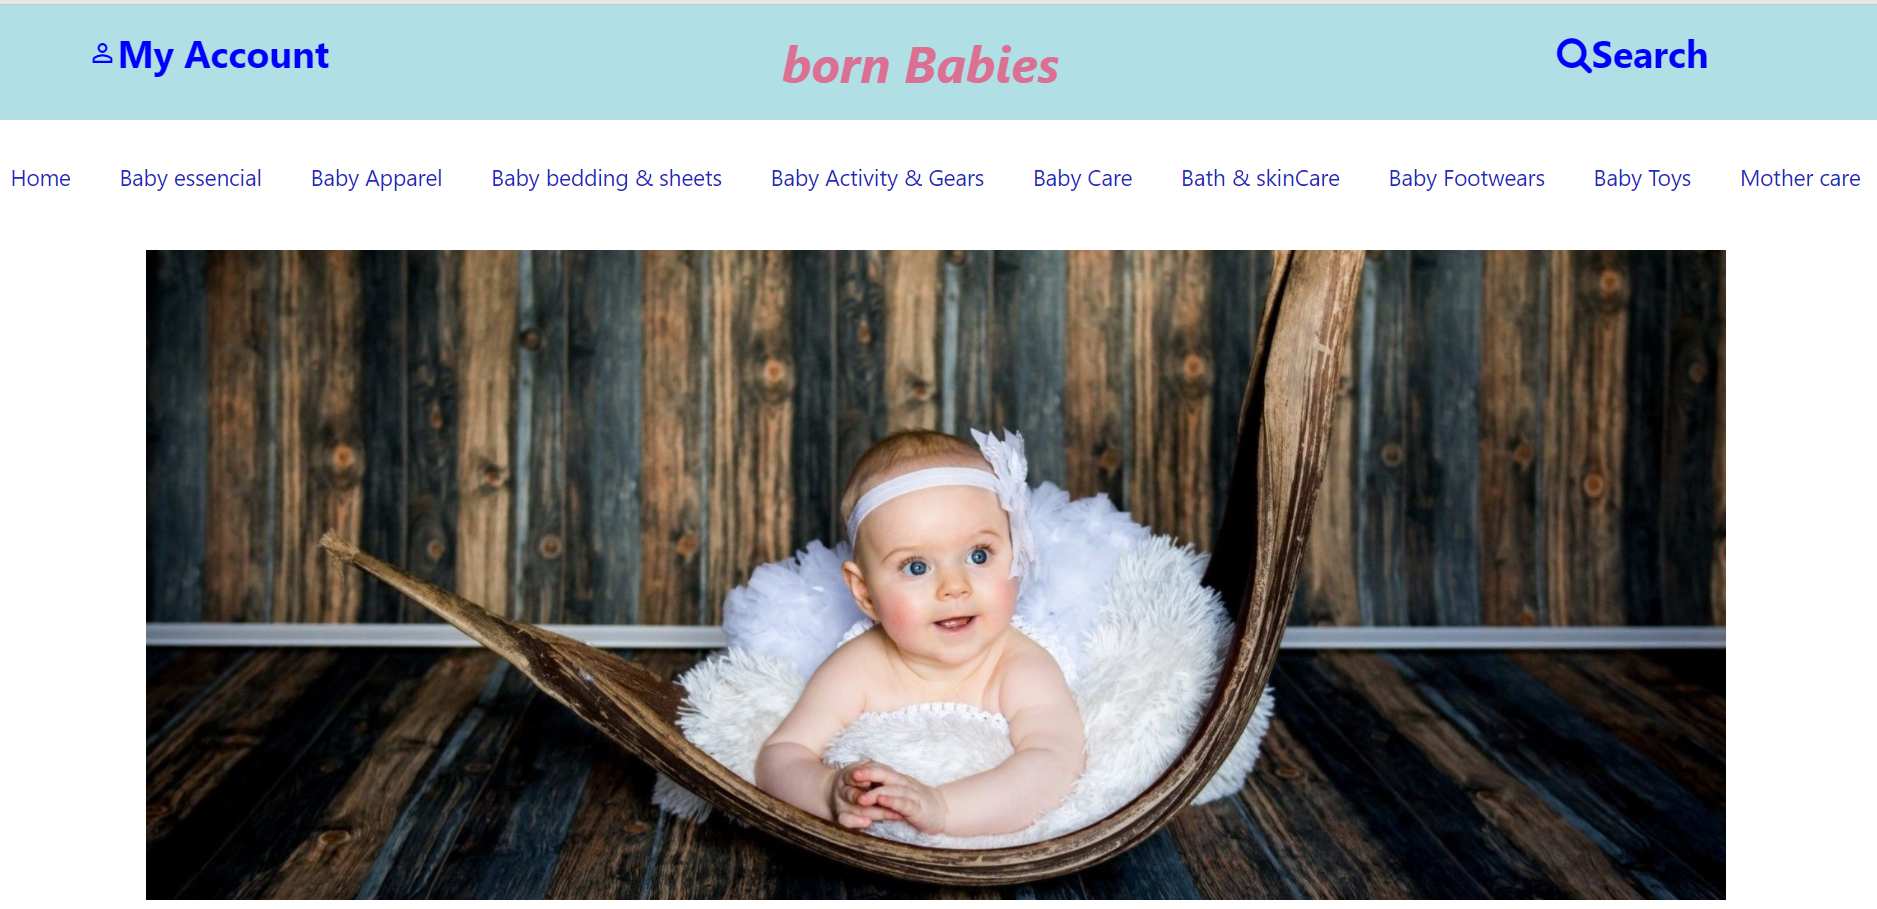 My Account
born Babies
Search
Home Baby essencial Baby Apparel Baby bedding & sheets Baby Activity & Gears Baby Care Bath & skinCare Baby Footwears Baby Toys Mother care